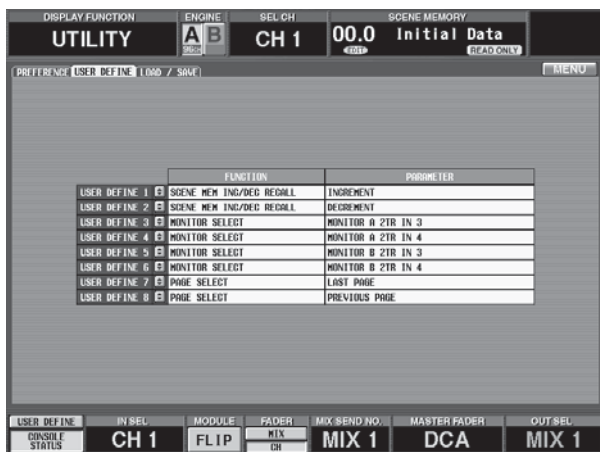 DISPLAY FUNCTION ENGINE SEL CH SCENE MEMORY
UTILITY A B CH 1 00.0 Initial Data
96kHz EDIT READ ONLY
PREFERENCE USER DEFINE LOAD / SAVE MENU
FUNCTION PARAMETER
USER DEFINE 1 SCENE MEM INC/DEC RECALL INCREMENT
USER DEFINE 2 SCENE MEM INC/DEC RECALL DECREMENT
USER DEFINE 3 MONITOR SELECT MONITOR A 2TR IN 3
USER DEFINE 4 MONITOR SELECT MONITOR A 2TR IN 4
USER DEFINE 5 MONITOR SELECT MONITOR B 2TR IN 3
USER DEFINE 6 MONITOR SELECT MONITOR B 2TR IN 4
USER DEFINE 7 PAGE SELECT LAST PAGE
USER DEFINE 8 PAGE SELECT PREVIOUS PAGE
USER DEFINE IN SEL MODULE FADER MIX SEND NO. MASTER FADER OUT SEL
CONSOLE STATUS CH 1 FLIP MIX CH MIX 1 DCA MIX 1